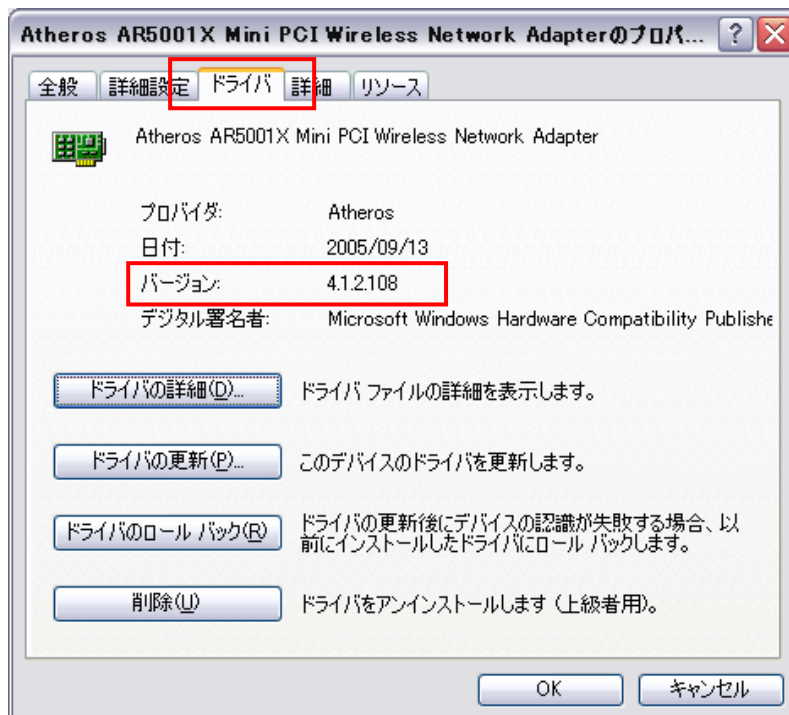 Atheros AR5001X Mini PCI Wireless Network Adapterのプロパ...
全般 詳細設定 ドライバ 詳細 リソース
Atheros AR5001X Mini PCI Wireless Network Adapter
プロバイダ: Atheros
日付: 2005/09/13
バージョン: 4.1.2.108
デジタル署名者: Microsoft Windows Hardware Compatibility Publishe
ドライバの詳細(D)... ドライバ ファイルの詳細を表示します。
ドライバの更新(P)... このデバイスのドライバを更新します。
ドライバのロール バック(R) ドライバの更新後にデバイスの認識が失敗する場合、以
前にインストールしたドライバにロール バックします。
削除(U) ドライバをアンインストールします (上級者用)。
OK キャンセル